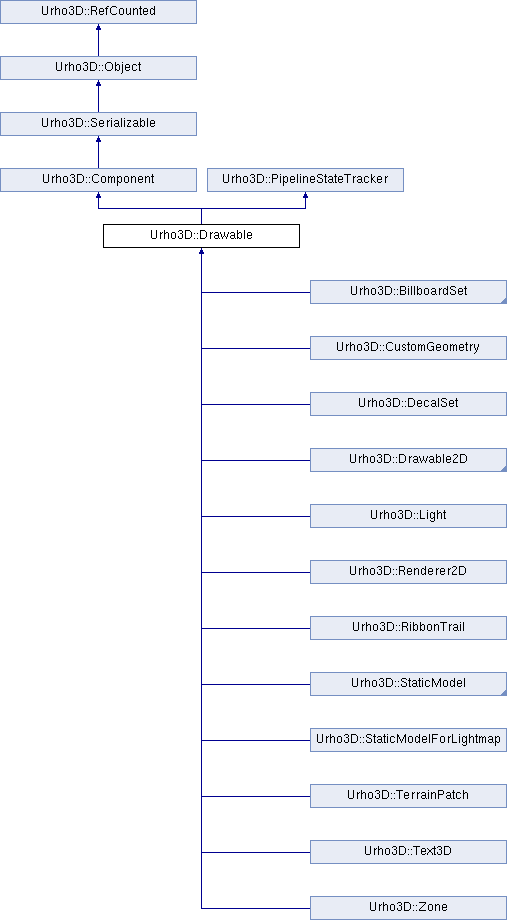 Urho3D::RefCounted
Urho3D::Object
Urho3D::Serializable
Urho3D::Component
Urho3D::PipelineStateTracker
Urho3D::Drawable
Urho3D::BillboardSet
Urho3D::CustomGeometry
Urho3D::DecalSet
Urho3D::Drawable2D
Urho3D::Light
Urho3D::Renderer2D
Urho3D::RibbonTrail
Urho3D::StaticModel
Urho3D::StaticModelForLightmap
Urho3D::TerrainPatch
Urho3D::Text3D
Urho3D::Zone